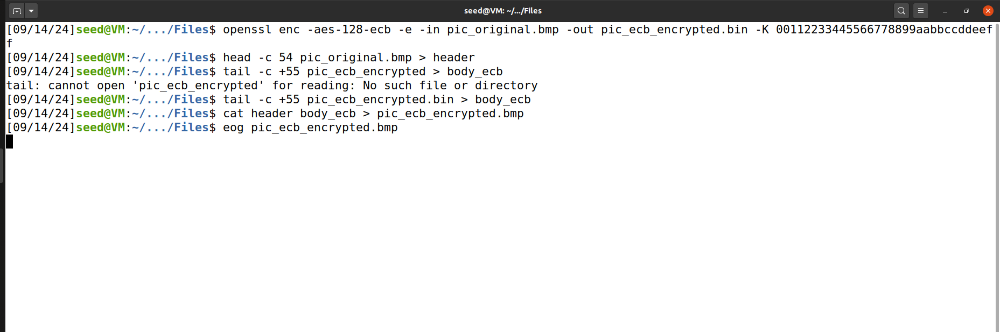 seed@VM: ~/.../Files
[09/14/24]seed@VM:~/.../Files$ openssl enc -aes-128-ecb -e -in pic_original.bmp -out pic_ecb_encrypted.bin -K 00112233445566778899aabbccddeef
f
[09/14/24]seed@VM:~/.../Files$ head -c 54 pic_original.bmp > header
[09/14/24]seed@VM:~/.../Files$ tail -c +55 pic_ecb_encrypted > body_ecb
tail: cannot open 'pic_ecb_encrypted' for reading: No such file or directory
[09/14/24]seed@VM:~/.../Files$ tail -c +55 pic_ecb_encrypted.bin > body_ecb
[09/14/24]seed@VM:~/.../Files$ cat header body_ecb > pic_ecb_encrypted.bmp
[09/14/24]seed@VM:~/.../Files$ eog pic_ecb_encrypted.bmp